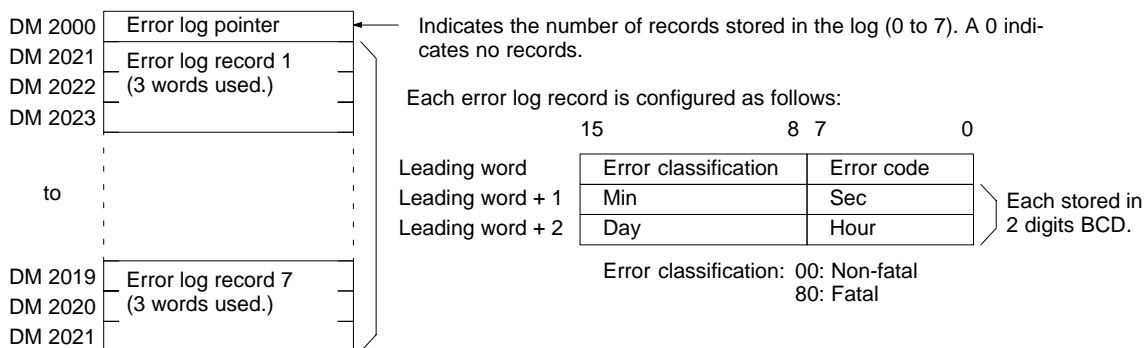 DM 2000 Error log pointer
Indicates the number of records stored in the log (0 to 7). A 0 indi-
cates no records.
DM 2021 Error log record 1
DM 2022 (3 words used.)
DM 2023
to
DM 2019 Error log record 7
DM 2020 (3 words used.)
DM 2021
Each error log record is configured as follows:
15 8 7 0
Leading word Error classification Error code
Leading word + 1 Min Sec
Leading word + 2 Day Hour
Each stored in
2 digits BCD.
Error classification: 00: Non-fatal
80: Fatal